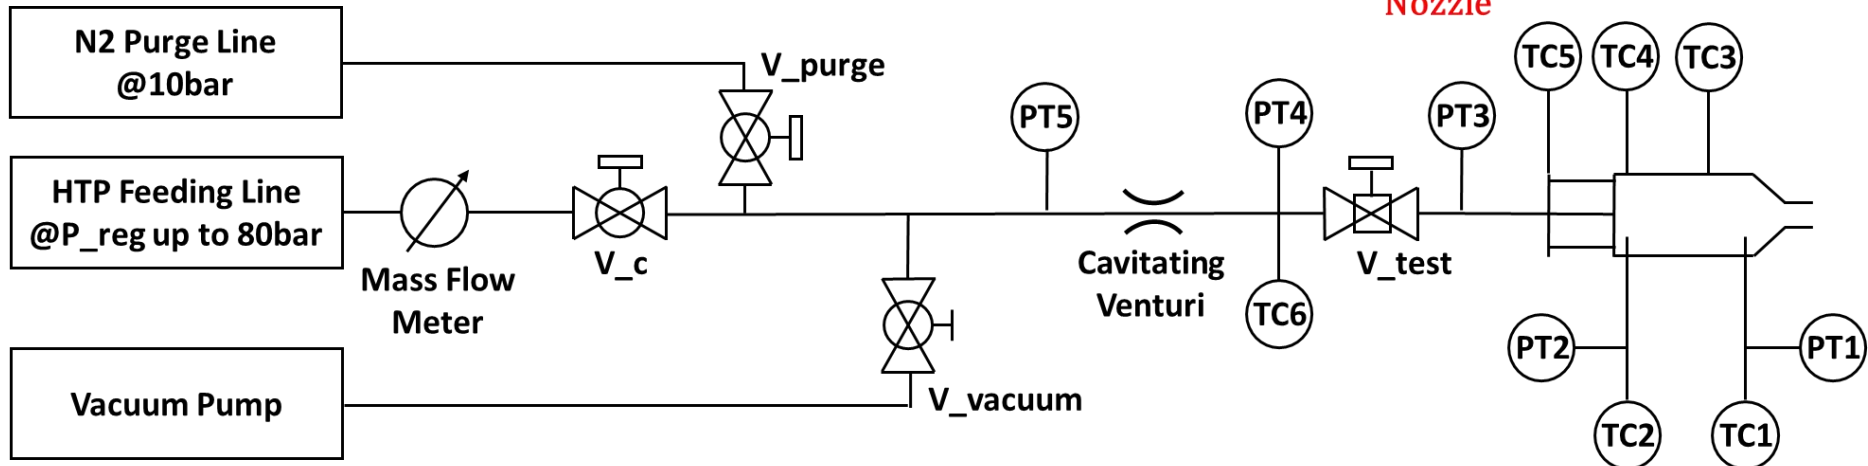 Nozzle
N2 Purge Line
@10bar
V_purge
TC5
TC4
TC3
PT5
PT4
PT3
HTP Feeding Line
@P_reg up to 80bar
Mass Flow
Meter
V_c
Cavitating
Venturi
V_test
TC6
PT2
PT1
Vacuum Pump
V_vacuum
TC2
TC1